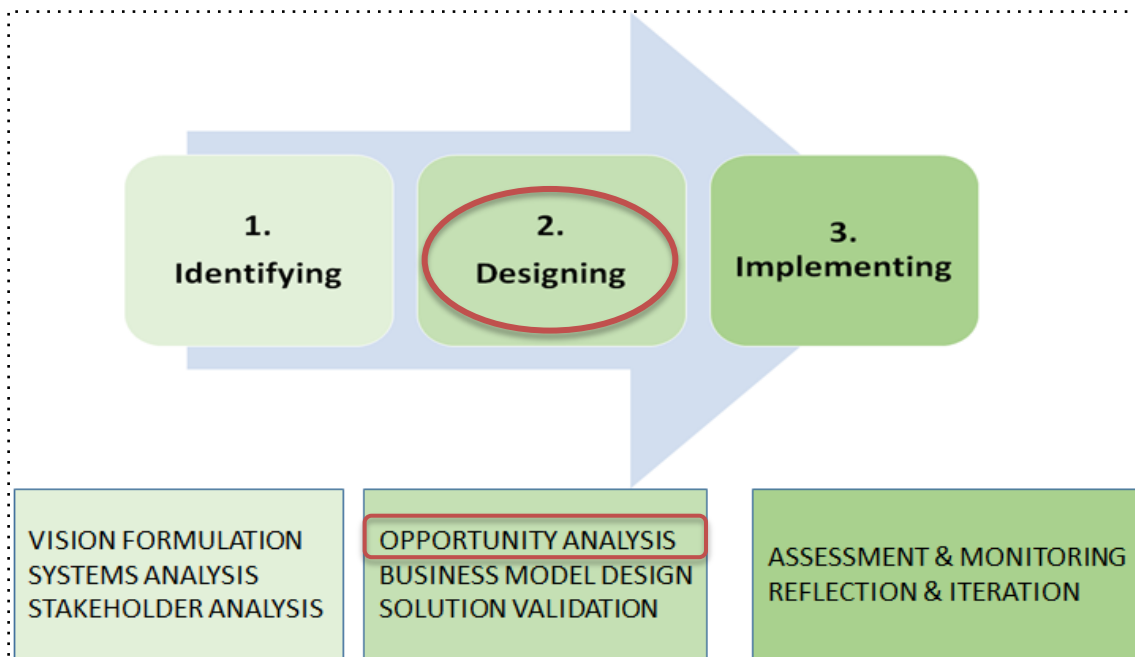 1.
Identifying
2.
Designing
3.
Implementing
VISION FORMULATION
SYSTEMS ANALYSIS
STAKEHOLDER ANALYSIS
OPPORTUNITY ANALYSIS
BUSINESS MODEL DESIGN
SOLUTION VALIDATION
ASSESSMENT & MONITORING
REFLECTION & ITERATION